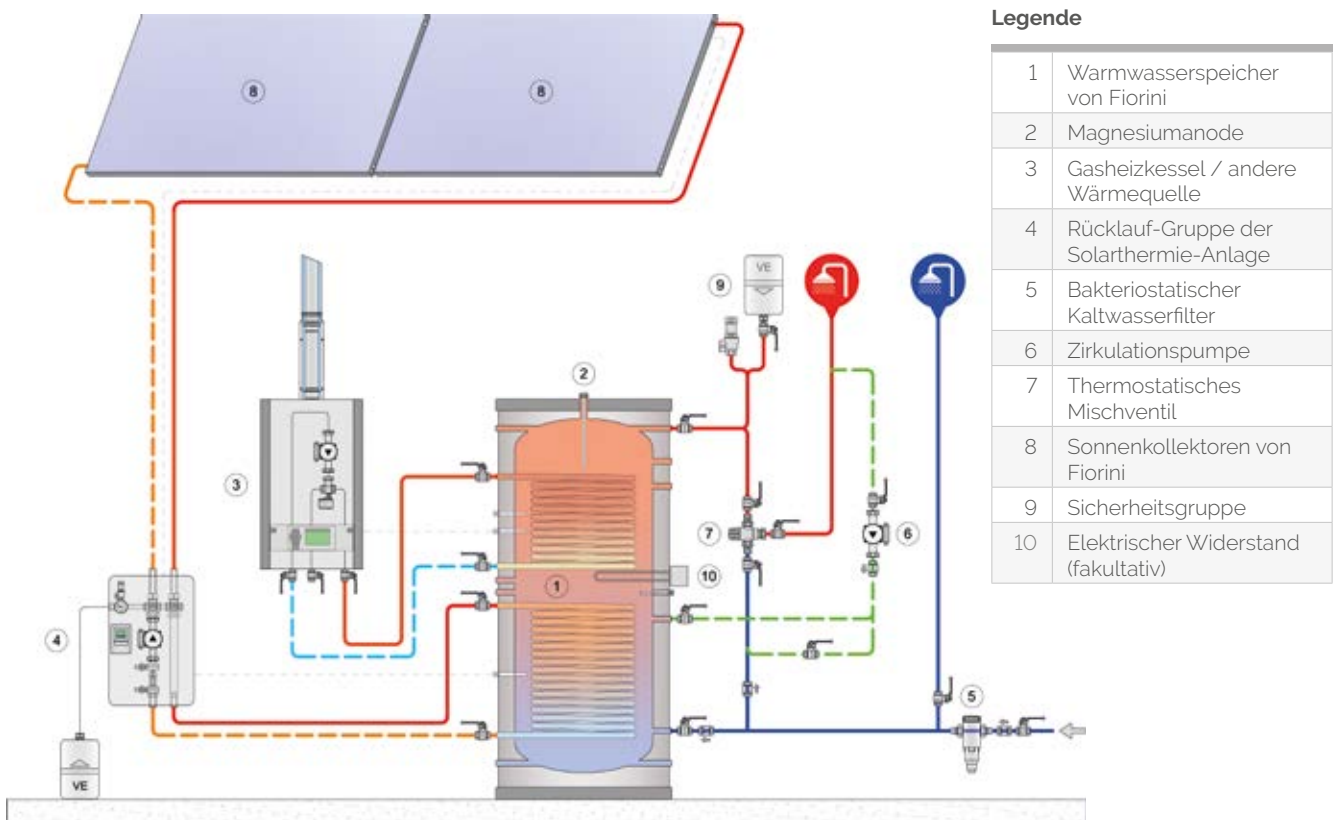 8
8
9
VE
2
3
7
6
10
1
4
5
VE
Legende
1 Warmwasserspeicher
von Fiorini
2 Magnesiumanode
3 Gasheizkessel / andere
Wärmequelle
4 Rücklauf-Gruppe der
Solarthermie-Anlage
5 Bakteriostatischer
Kaltwasserfilter
6 Zirkulationspumpe
7 Thermostatisches
Mischventil
8 Sonnenkollektoren von
Fiorini
9 Sicherheitsgruppe
10 Elektrischer Widerstand
(fakultativ)